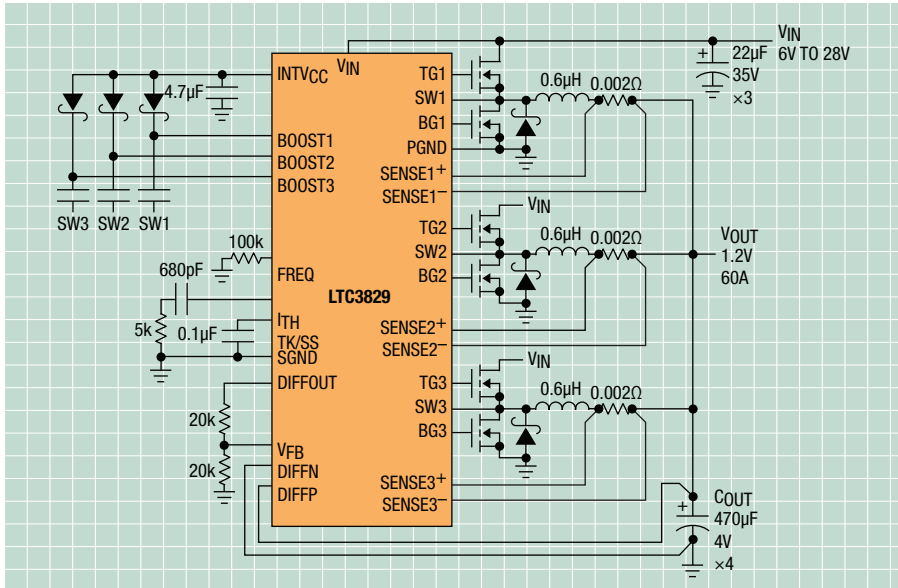 VIN
6V TO 28V
22µF
35V
×3
+
INTVCC
VIN
4.7µF
TG1
SW1
0.6µH
0.002Ω
BG1
PGND
BOOST1
BOOST2
BOOST3
SENSE1+
SENSE1–
SW3
SW2
SW1
VIN
TG2
SW2
0.6µH
0.002Ω
BG2
VOUT
1.2V
60A
100k
FREQ
680pF
LTC3829
ITH
5k
0.1µF
TK/SS
SGND
SENSE2+
SENSE2–
VIN
DIFFOUT
TG3
SW3
0.6µH
0.002Ω
BG3
20k
VFB
20k
DIFFN
DIFFP
SENSE3+
SENSE3–
COUT
+
470µF
4V
×4